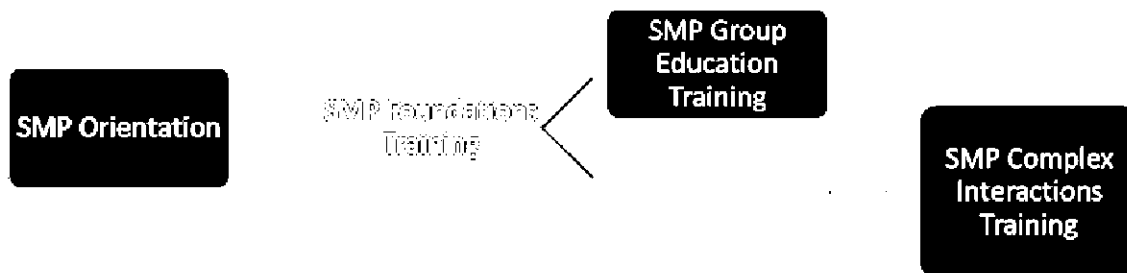 SMP Orientation
SMP Foundations
Training
SMP Group
Education
Training
SMP Complex
Interactions
Training